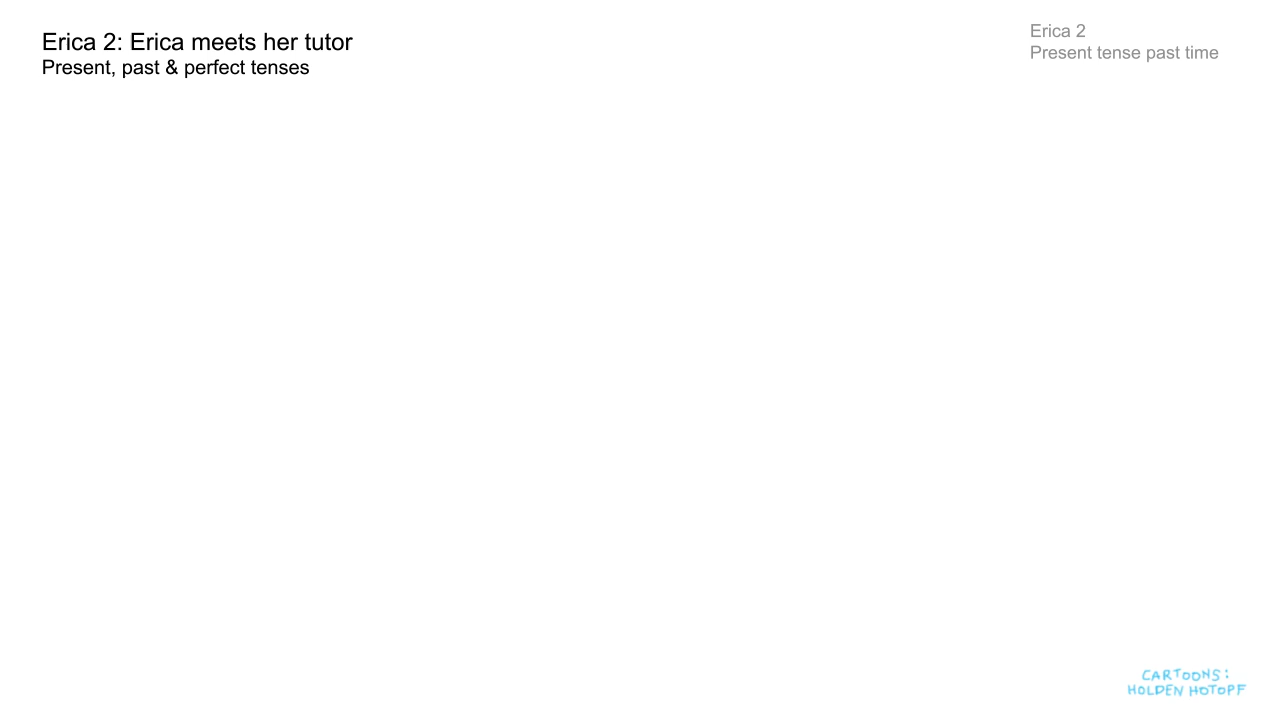 Erica 2: Erica meets her tutor
Present, past & perfect tenses
Erica 2
Present tense past time
CARTOONS:
HOLDEN HOTOPF